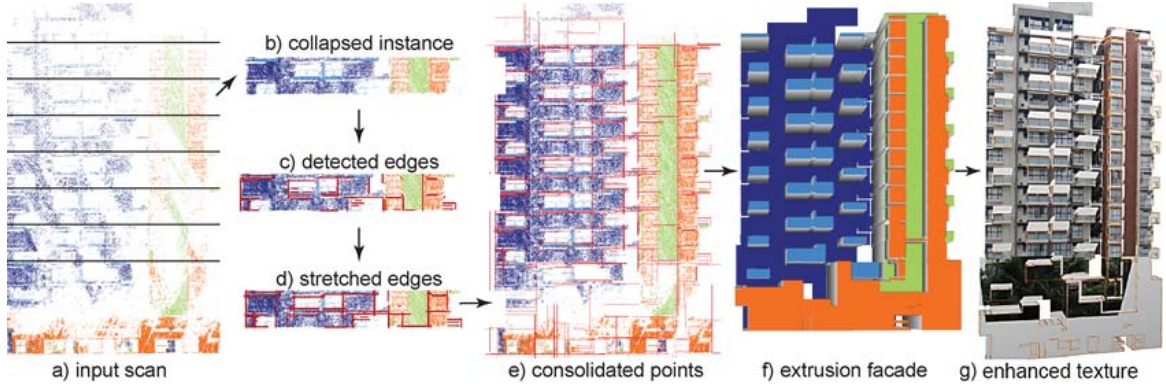 a) input scan
b) collapsed instance
c) detected edges
d) stretched edges
e) consolidated points
f) extrusion facade
g) enhanced texture